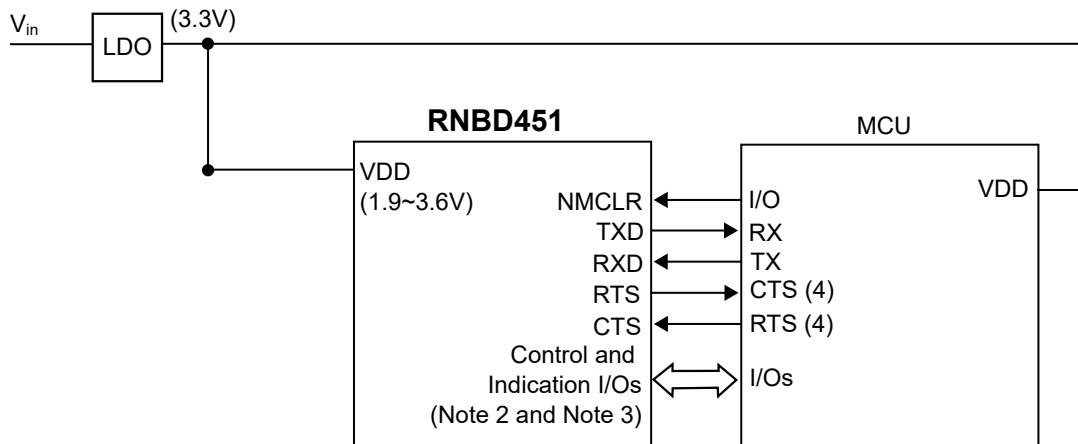 Vin
LDO
(3.3V)
RNBD451
MCU
VDD
(1.9~3.6V)
VDD
NMCLR
I/O
TXD
RX
RXD
TX
RTS
CTS (4)
CTS
RTS (4)
Control and
Indication I/Os
(Note 2 and Note 3)
I/Os